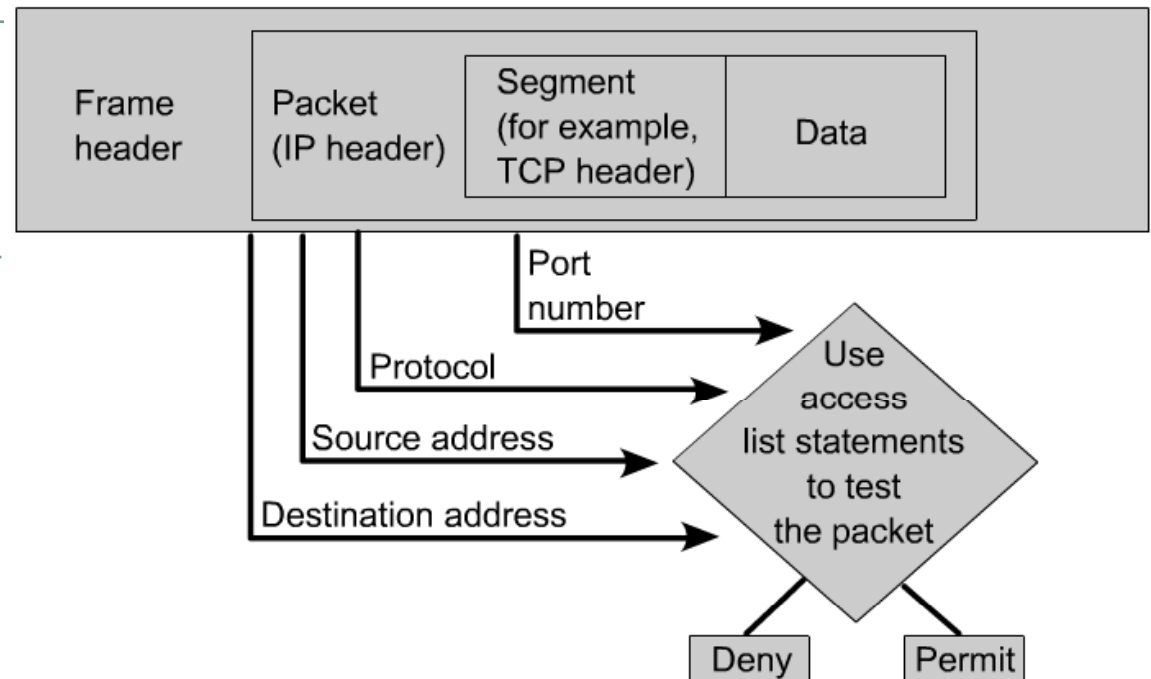 Frame
header
Packet
(IP header)
Segment
(for example,
TCP header)
Data
Port
number
Protocol
Source address
Destination address
Use
access
list statements
to test
the packet
Deny
Permit